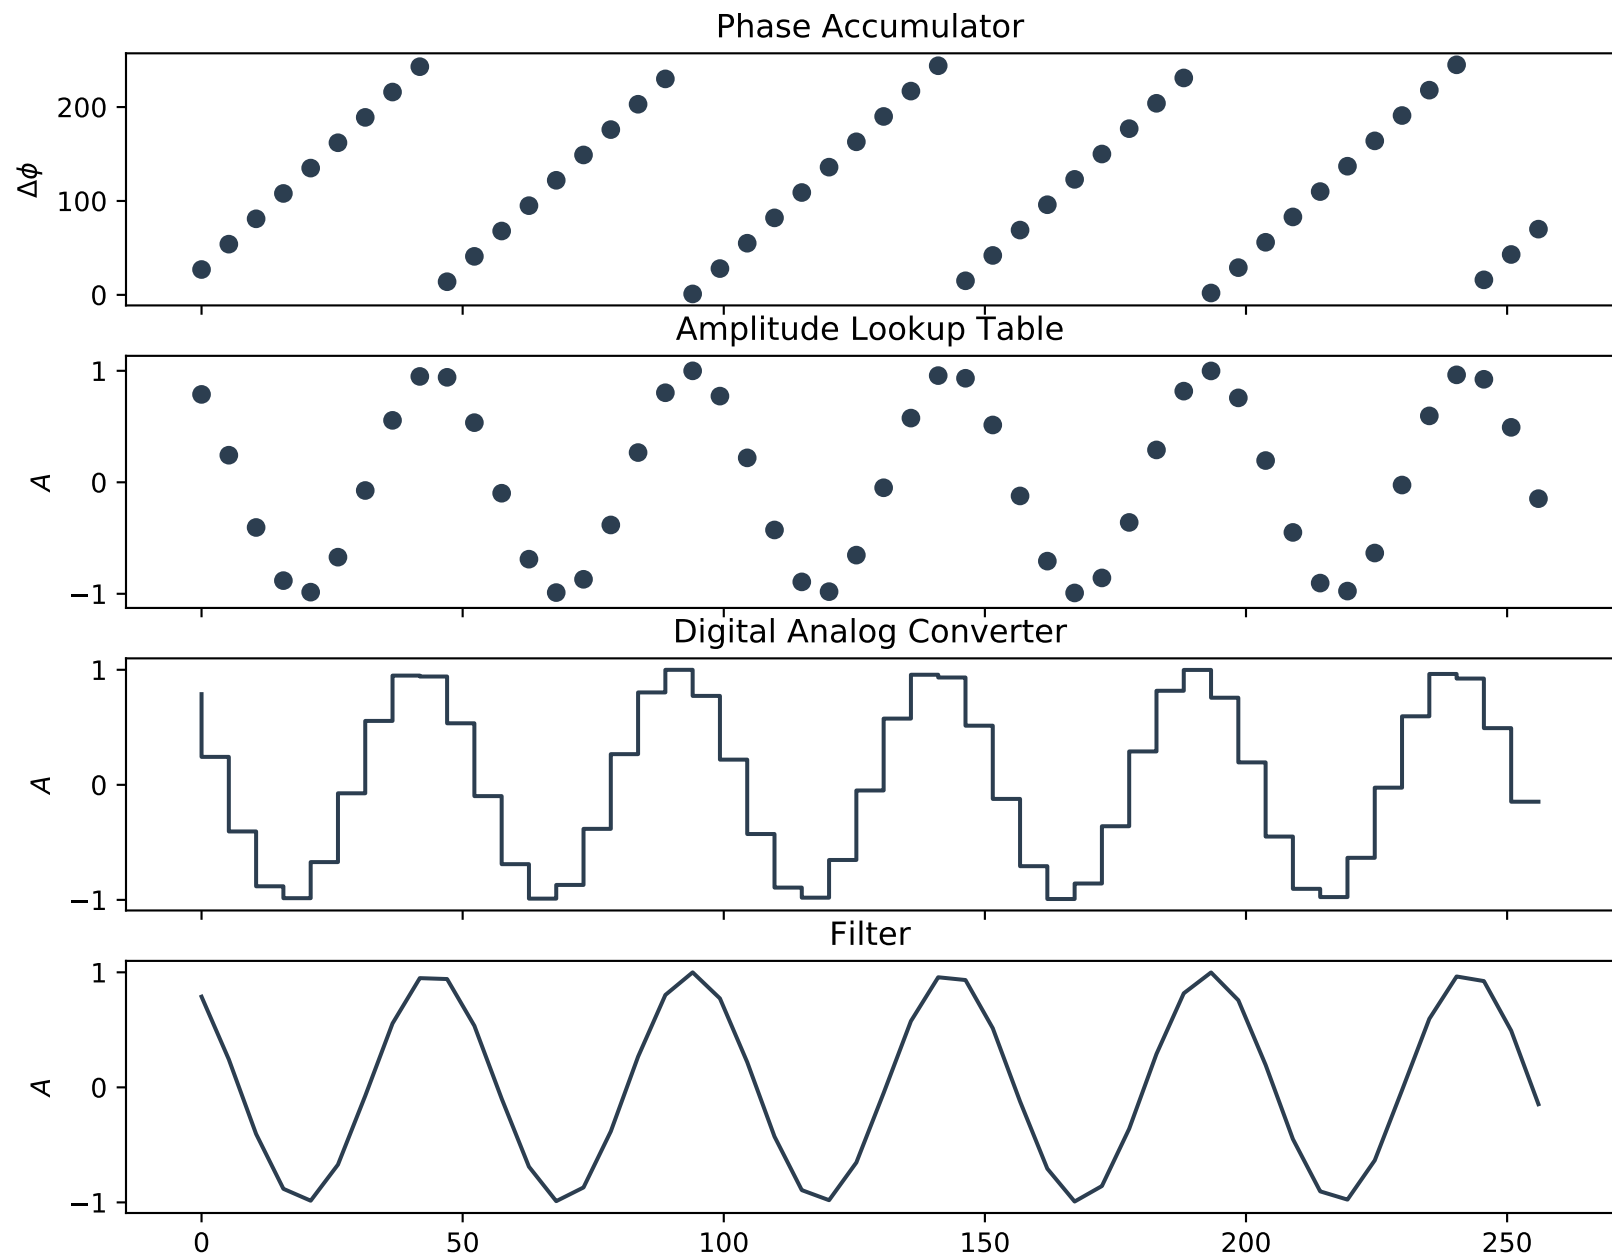 Phase Accumulator
200
100
0
Δϕ
Amplitude Lookup Table
1
0
−1
A
Digital Analog Converter
1
0
−1
A
Filter
1
0
−1
A
0 50 100 150 200 250